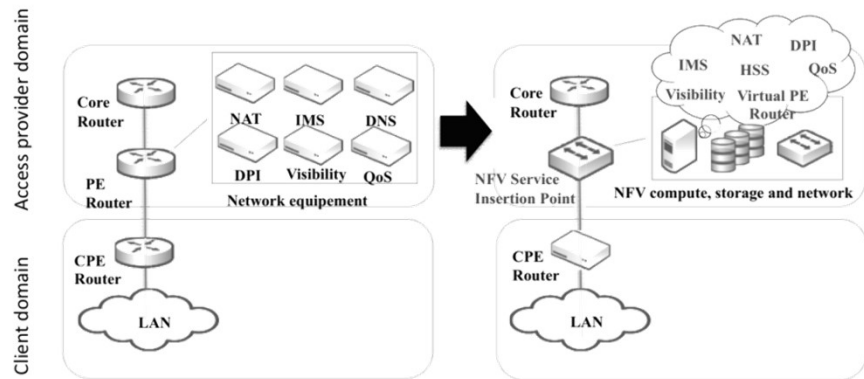 Access provider domain
Core
Router
PE
Router
NAT
IMS
DNS
DPI
Visibility
QoS
Network equipement
Client domain
CPE
Router
LAN
Core
Router
NFV Service
Insertion Point
NAT
DPI
IMS
HSS
QoS
Visibility
Virtual PE
Router
NFV compute, storage and network
CPE
Router
LAN